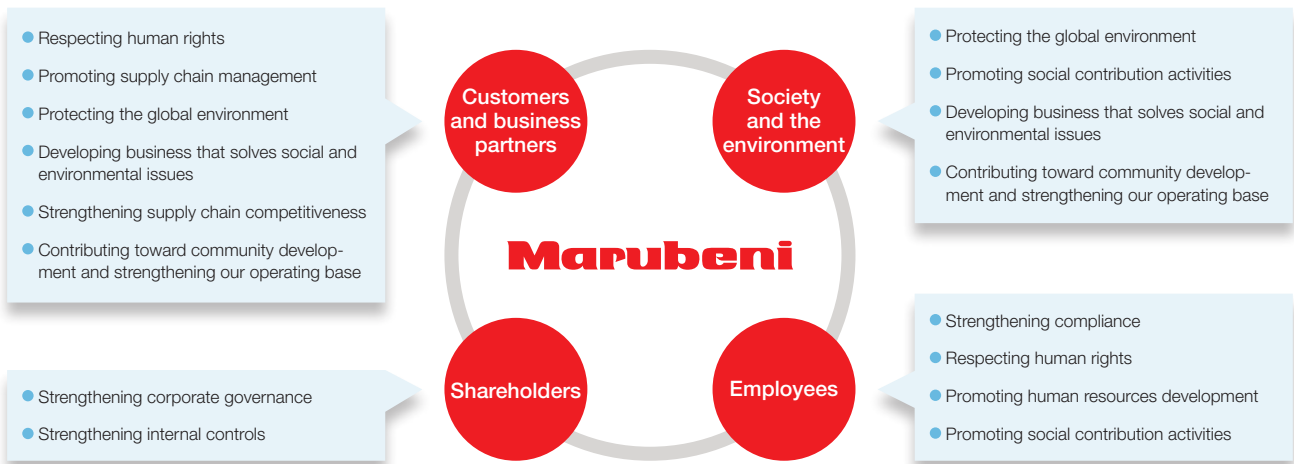 Respecting human rights
Promoting supply chain management
Protecting the global environment
Developing business that solves social and
environmental issues
Strengthening supply chain competitiveness
Contributing toward community develop-
ment and strengthening our operating base
Customers
and business
partners
Society
and the
environment
Protecting the global environment
Promoting social contribution activities
Developing business that solves social and
environmental issues
Contributing toward community develop-
ment and strengthening our operating base
Marubeni
Strengthening corporate governance
Strengthening internal controls
Shareholders
Employees
Strengthening compliance
Respecting human rights
Promoting human resources development
Promoting social contribution activities